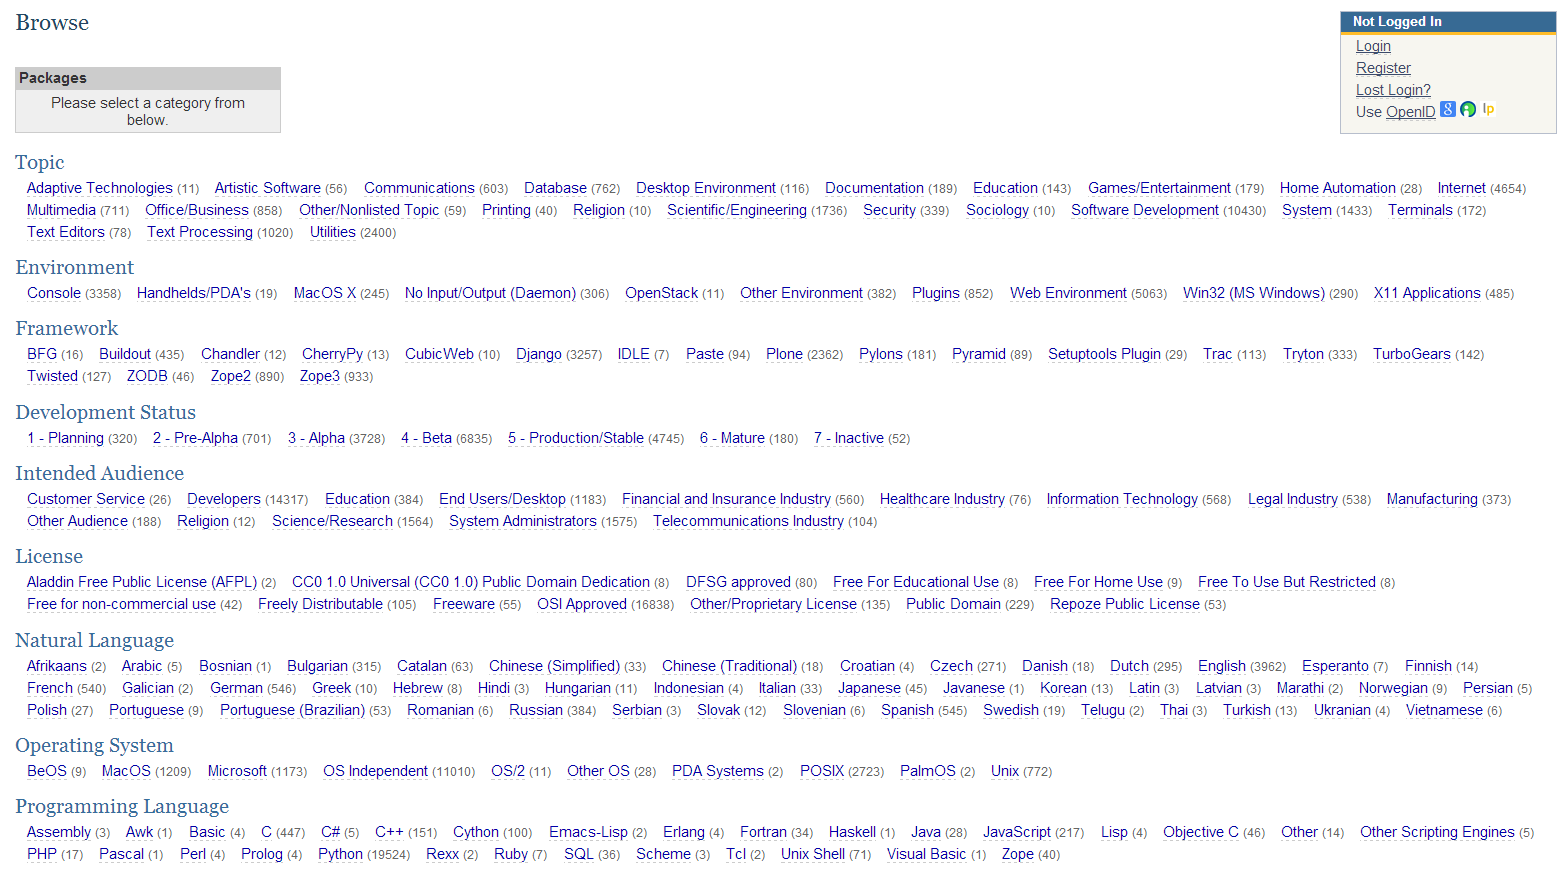 Browse
Not Logged In
Login
Register
Lost Login?
Use OpenID
Packages
Please select a category from
below.
Topic
Adaptive Technologies (11) Artistic Software (56) Communications (603) Database (762) Desktop Environment (116) Documentation (189) Education (143) Games/Entertainment (179) Home Automation (28) Internet (4654)
Multimedia (711) Office/Business (858) Other/Nonlisted Topic (59) Printing (40) Religion (10) Scientific/Engineering (1736) Security (339) Sociology (10) Software Development (10430) System (1433) Terminals (172)
Text Editors (78) Text Processing (1020) Utilities (2400)
Environment
Console (3358) Handhelds/PDA's (19) MacOS X (245) No Input/Output (Daemon) (306) OpenStack (11) Other Environment (382) Plugins (852) Web Environment (5063) Win32 (MS Windows) (290) X11 Applications (485)
Framework
BFG (16) Buildout (435) Chandler (12) CherryPy (13) CubicWeb (10) Django (3257) IDLE (7) Paste (94) Plone (2362) Pylons (181) Pyramid (89) Setuptools Plugin (29) Trac (113) Tryton (333) TurboGears (142)
Twisted (127) ZODB (46) Zope2 (890) Zope3 (933)
Development Status
1 - Planning (320) 2 - Pre-Alpha (701) 3 - Alpha (3728) 4 - Beta (6835) 5 - Production/Stable (4745) 6 - Mature (180) 7 - Inactive (52)
Intended Audience
Customer Service (26) Developers (14317) Education (384) End Users/Desktop (1183) Financial and Insurance Industry (560) Healthcare Industry (76) Information Technology (568) Legal Industry (538) Manufacturing (373)
Other Audience (188) Religion (12) Science/Research (1564) System Administrators (1575) Telecommunications Industry (104)
License
Aladdin Free Public License (AFPL) (2) CC0 1.0 Universal (CC0 1.0) Public Domain Dedication (8) DFSG approved (80) Free For Educational Use (8) Free For Home Use (9) Free To Use But Restricted (8)
Free for non-commercial use (42) Freely Distributable (105) Freeware (55) OSI Approved (16838) Other/Proprietary License (135) Public Domain (229) Repoze Public License (53)
Natural Language
Afrikaans (2) Arabic (5) Bosnian (1) Bulgarian (315) Catalan (63) Chinese (Simplified) (33) Chinese (Traditional) (18) Croatian (4) Czech (271) Danish (18) Dutch (295) English (3962) Esperanto (7) Finnish (14)
French (540) Galician (2) German (546) Greek (10) Hebrew (8) Hindi (3) Hungarian (11) Indonesian (4) Italian (33) Japanese (45) Javanese (1) Korean (13) Latin (3) Latvian (3) Marathi (2) Norwegian (9) Persian (5)
Polish (27) Portuguese (9) Portuguese (Brazilian) (53) Romanian (6) Russian (384) Serbian (3) Slovak (12) Slovenian (6) Spanish (545) Swedish (19) Telugu (2) Thai (3) Turkish (13) Ukranian (4) Vietnamese (6)
Operating System
BeOS (9) MacOS (1209) Microsoft (1173) OS Independent (11010) OS/2 (11) Other OS (28) PDA Systems (2) POSIX (2723) PalmOS (2) Unix (772)
Programming Language
Assembly (3) Awk (1) Basic (4) C (447) C# (5) C++ (151) Cython (100) Emacs-Lisp (2) Erlang (4) Fortran (34) Haskell (1) Java (28) JavaScript (217) Lisp (4) Objective C (46) Other (14) Other Scripting Engines (5)
PHP (17) Pascal (1) Perl (4) Prolog (4) Python (19524) Rexx (2) Ruby (7) SQL (36) Scheme (3) Tcl (2) Unix Shell (71) Visual Basic (1) Zope (40)